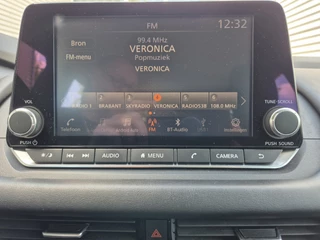 FM
12:32
Bron
99.4 MHz
FM-menu
VERONICA
Popmuziek
VERONICA
VOL
TUNE SCROLL
RADIO 1 BRABANT SKYRADIO VERONICA RADIO538 108.0 MHz
Telefoon FM BT-Audio Instellingen
PUSH
PUSH SOUND
AUDIO MENU CAMERA